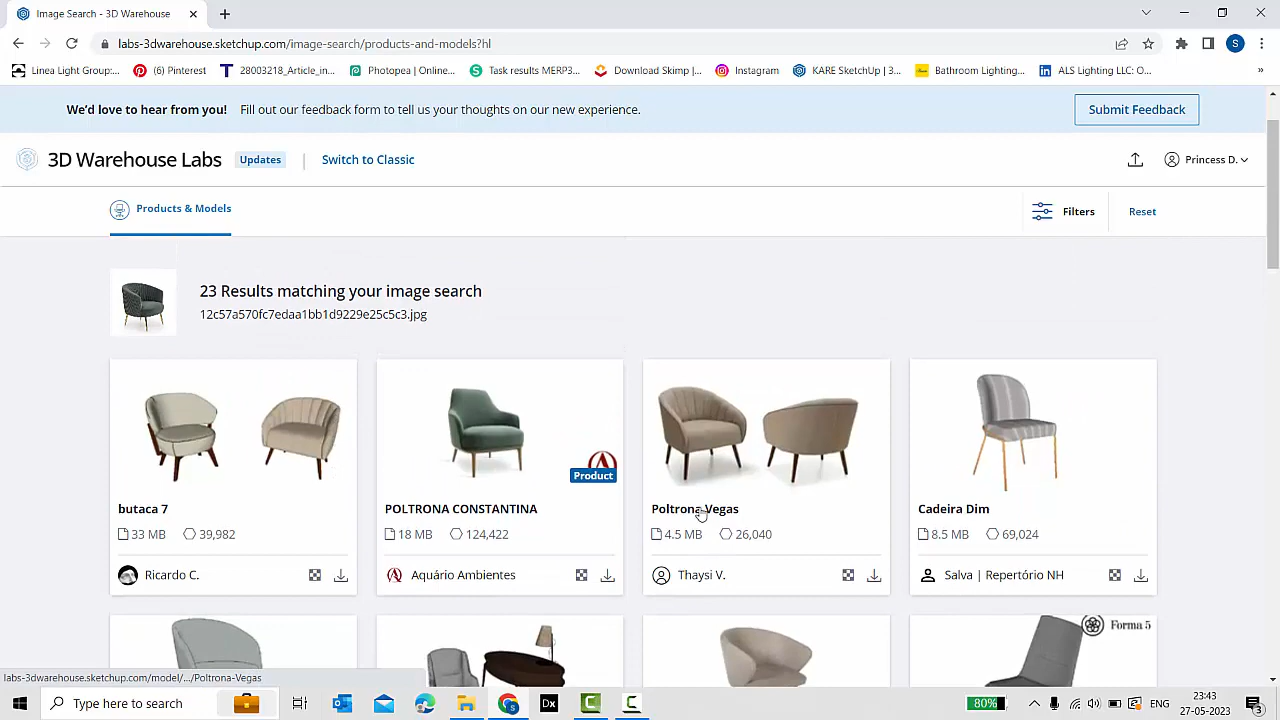 Image Search - 3D Warehouse
labs-3dwarehouse.sketchup.com/image-search/products-and-models?hl
S
Linea Light Group:...
(6) Pinterest
28003218_Article_in...
Photopea | Online...
Task results MERP3...
Download Skimp |...
Instagram
KARE SketchUp | 3...
Bathroom Lighting...
ALS Lighting LLC: O...
»
We'd love to hear from you! Fill out our feedback form to tell us your thoughts on our new experience.
Submit Feedback
3D Warehouse Labs
Updates
Switch to Classic
Princess D.
Products & Models
Filters
Reset
23 Results matching your image search
12c57a570fc7edaa1bb1d9229e25c5c3.jpg
Product
butaca 7
POLTRONA CONSTANTINA
Poltrona Vegas
Cadeira Dim
33 MB 39,982
18 MB 124,422
4.5 MB 26,040
8.5 MB 69,024
Ricardo C.
Aquário Ambientes
Thaysi V.
Salva | Repertório NH
Forma 5
labs-3dwarehouse.sketchup.com/model/.../Poltrona-Vegas
Type here to search
Dx
80%
23:43
27-05-2023
3